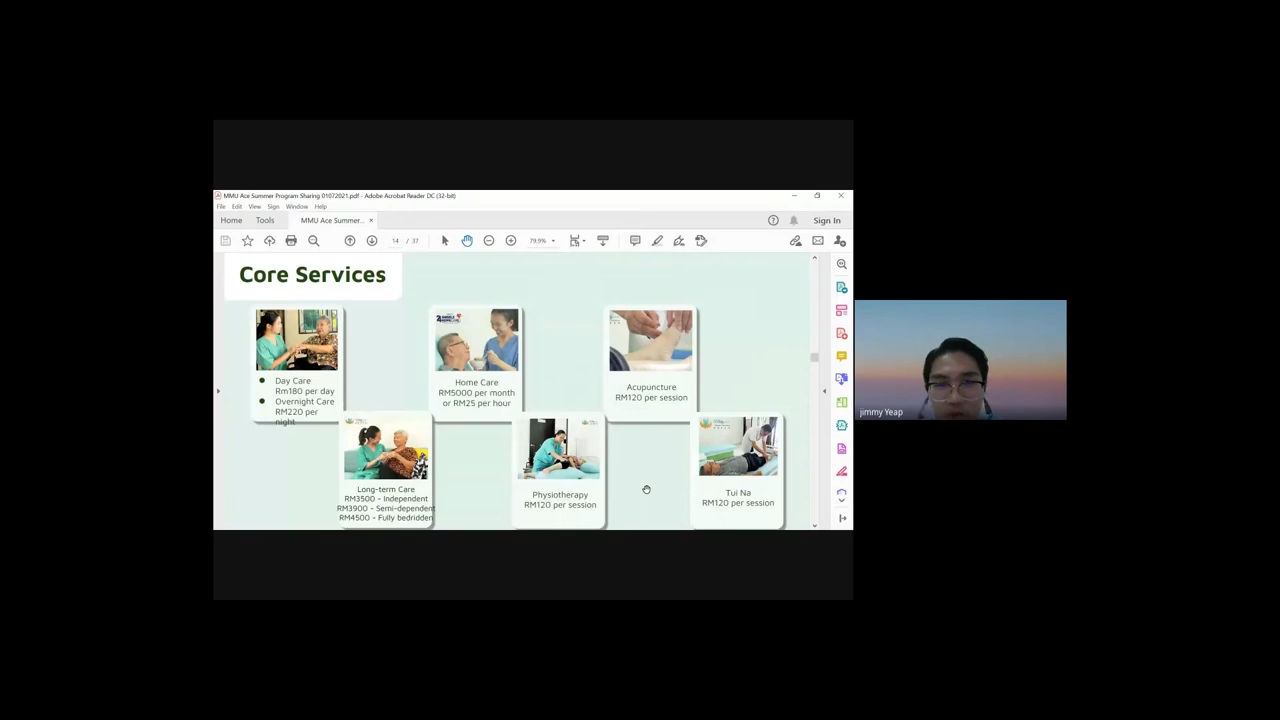 MMU Ace Summer Program Sharing 01072021.pdf - Adobe Acrobat Reader DC (32-bit)
File Edit View Sign Window Help
Home Tools MMU Ace Summer... × Sign In
14 / 37 79.9%
Core Services
Day Care
Rm180 per day
Overnight Care
RM220 per
night
Home Care
RM5000 per month
or RM25 per hour
Acupuncture
RM120 per session
Long-term Care
RM3500 - Independent
RM3900 - Semi-dependent
RM4500 - Fully bedridden
Physiotherapy
RM120 per session
Tui Na
RM120 per session
jimmy Yeap